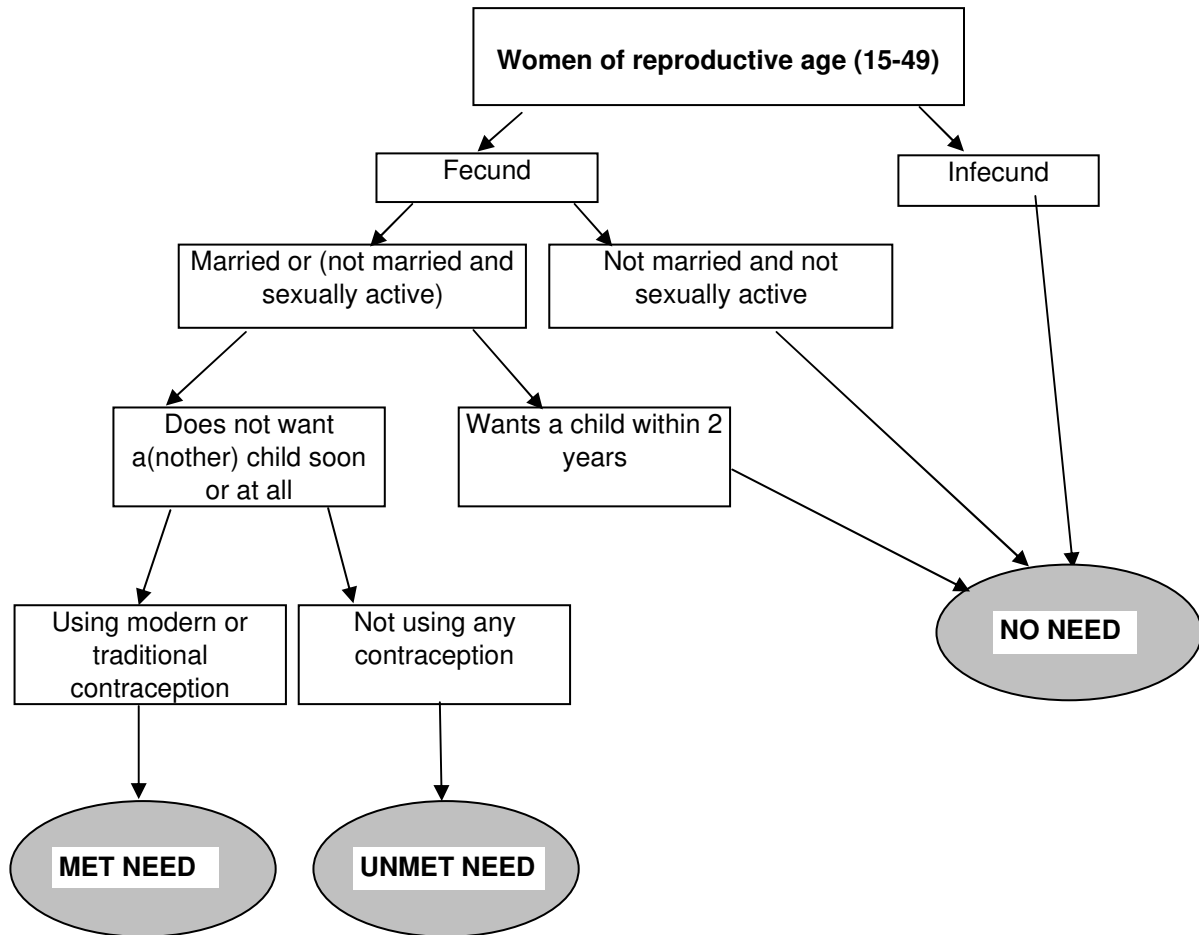 Women of reproductive age (15-49)
Fecund
Infecund
Married or (not married and
sexually active)
Not married and not
sexually active
Does not want
a(nother) child soon
or at all
Wants a child within 2
years
Using modern or
traditional
contraception
Not using any
contraception
NO NEED
MET NEED
UNMET NEED